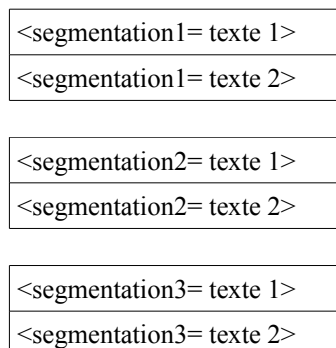 <segmentation1= texte 1>
<segmentation1= texte 2>
<segmentation2= texte 1>
<segmentation2= texte 2>
<segmentation3= texte 1>
<segmentation3= texte 2>